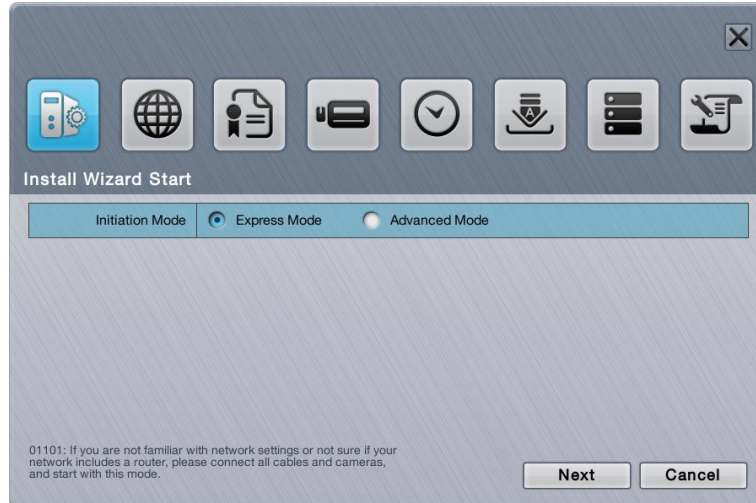 A
Install Wizard Start
Initiation Mode Express Mode Advanced Mode
01101: If you are not familiar with network settings or not sure if your
network includes a router, please connect all cables and cameras,
and start with this mode.
Next Cancel